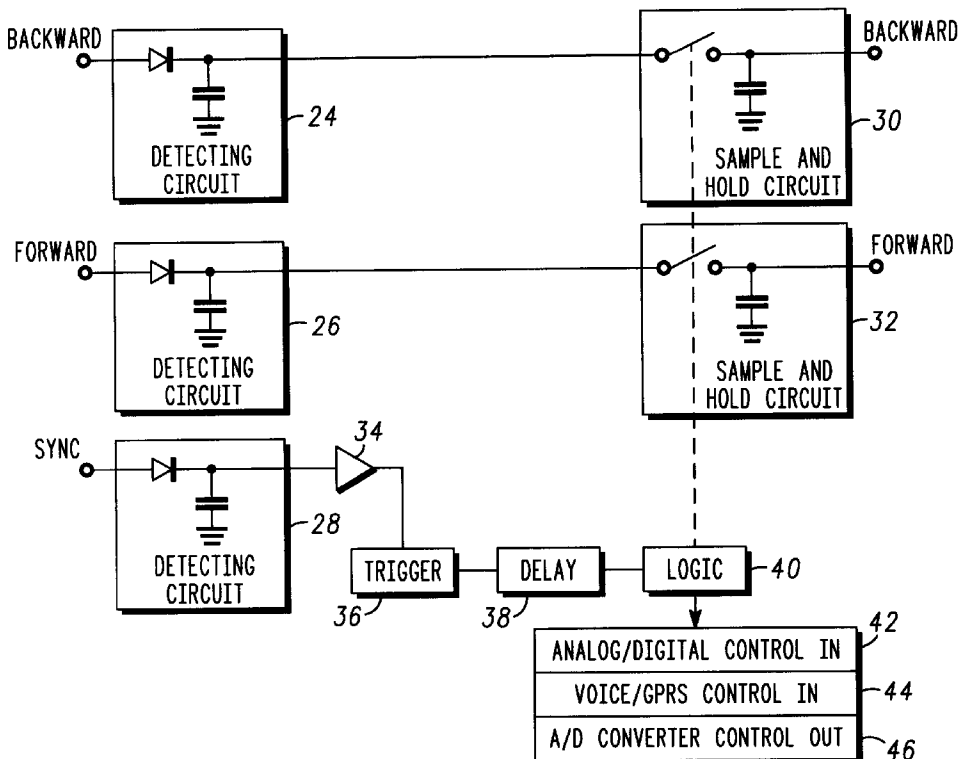 BACKWARD
BACKWARD
24
30
DETECTING
CIRCUIT
SAMPLE AND
HOLD CIRCUIT
FORWARD
FORWARD
26
32
DETECTING
CIRCUIT
SAMPLE AND
HOLD CIRCUIT
SYNC
34
28
DETECTING
CIRCUIT
TRIGGER
DELAY
LOGIC
40
36
38
42
ANALOG/DIGITAL CONTROL IN
VOICE/GPRS CONTROL IN
44
A/D CONVERTER CONTROL OUT
46